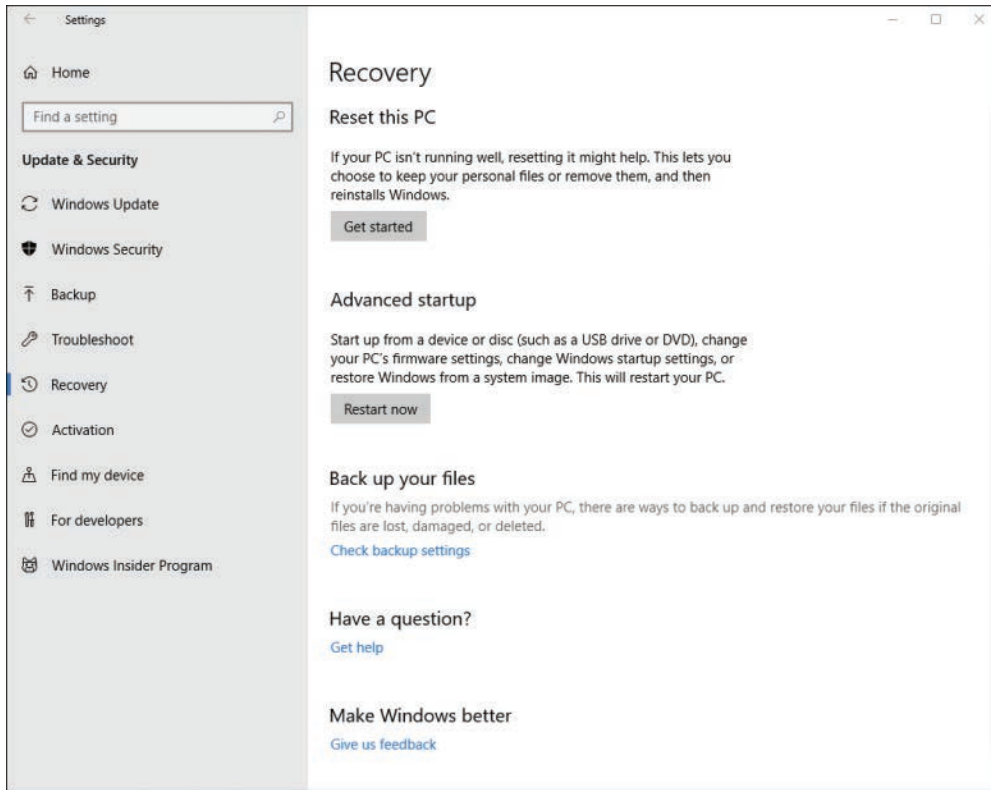 Settings
Home
Find a setting
Update & Security
Windows Update
Windows Security
Backup
Troubleshoot
Recovery
Activation
Find my device
For developers
Windows Insider Program
Recovery
Reset this PC
If your PC isn't running well, resetting it might help. This lets you
choose to keep your personal files or remove them, and then
reinstalls Windows.
Get started
Advanced startup
Start up from a device or disc (such as a USB drive or DVD), change
your PC's firmware settings, change Windows startup settings, or
restore Windows from a system image. This will restart your PC.
Restart now
Back up your files
If you're having problems with your PC, there are ways to back up and restore your files if the original
files are lost, damaged, or deleted.
Check backup settings
Have a question?
Get help
Make Windows better
Give us feedback